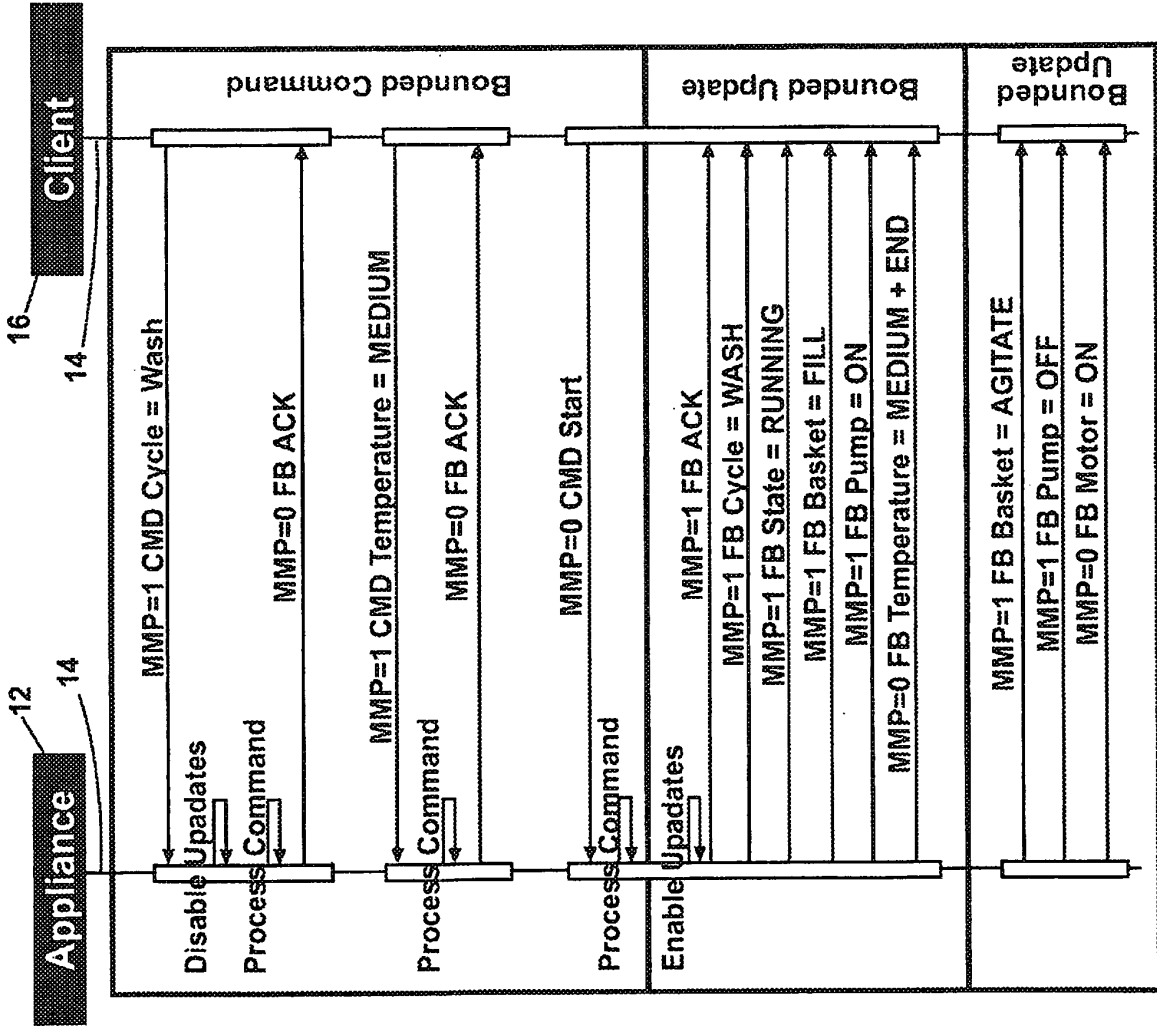 12
16
Appliance
Client
14
14
MMP=1 CMD Cycle = Wash
Disable Upadates
Process Command
MMP=0 FB ACK
MMP=1 CMD Temperature = MEDIUM
Process Command
MMP=0 FB ACK
MMP=0 CMD Start
Process Command
Bounded Command
Enable Upadates
MMP=1 FB ACK
MMP=1 FB Cycle = WASH
MMP=1 FB State = RUNNING
MMP=1 FB Basket = FILL
MMP=1 FB Pump = ON
MMP=0 FB Temperature = MEDIUM + END
Bounded Update
MMP=1 FB Basket = AGITATE
MMP=1 FB Pump = OFF
MMP=0 FB Motor = ON
Bounded
Update